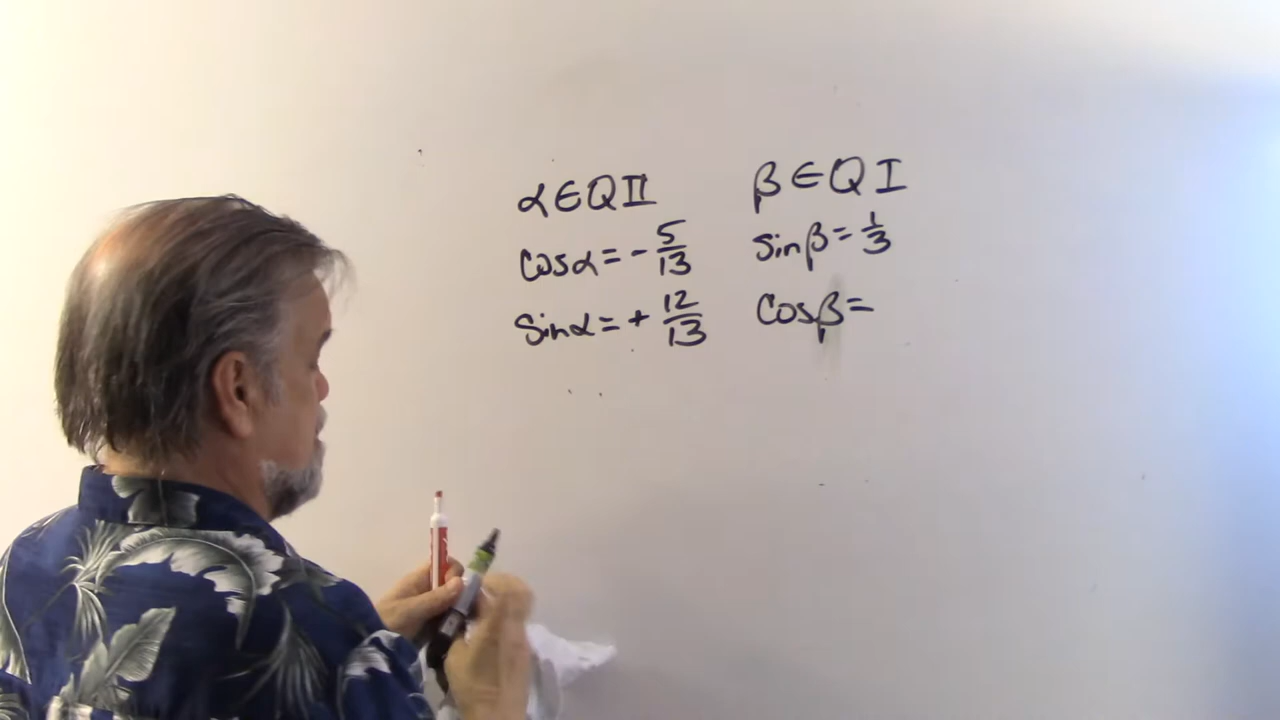 α∈QII
cosα = - 5/13
sinα = + 12/13
β∈QI
sinβ = 1/3
cosβ =